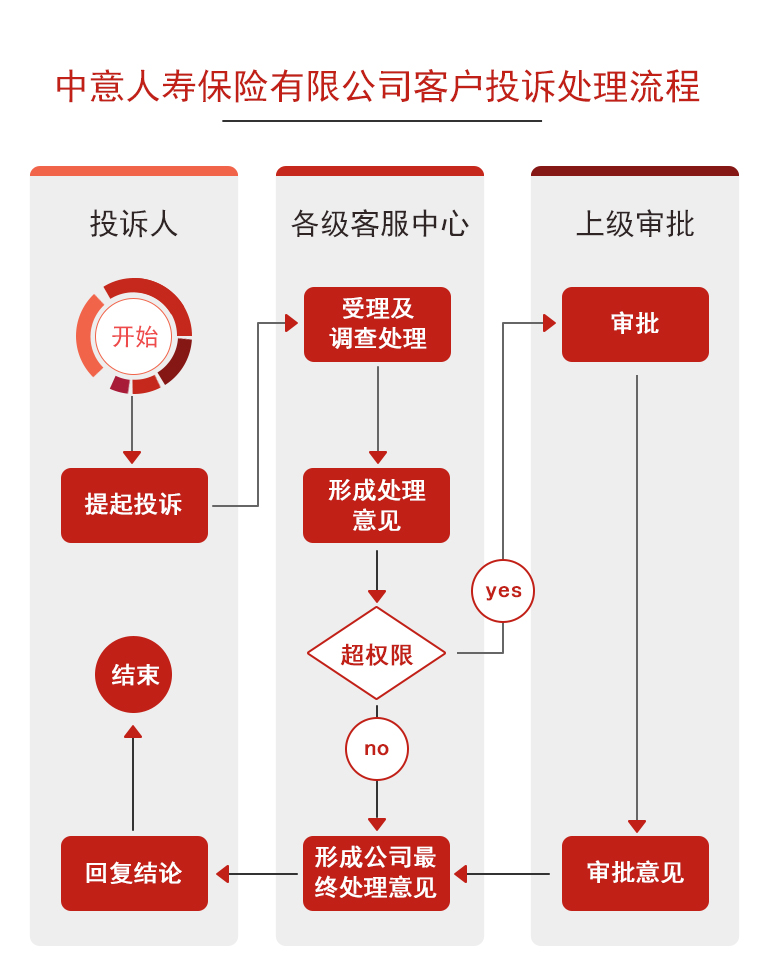 中意人寿保险有限公司客户投诉处理流程
投诉人
各级客服中心
上级审批
开始
受理及
调查处理
审批
提起投诉
形成处理
意见
yes
超权限
结束
no
回复结论
形成公司最
终处理意见
审批意见